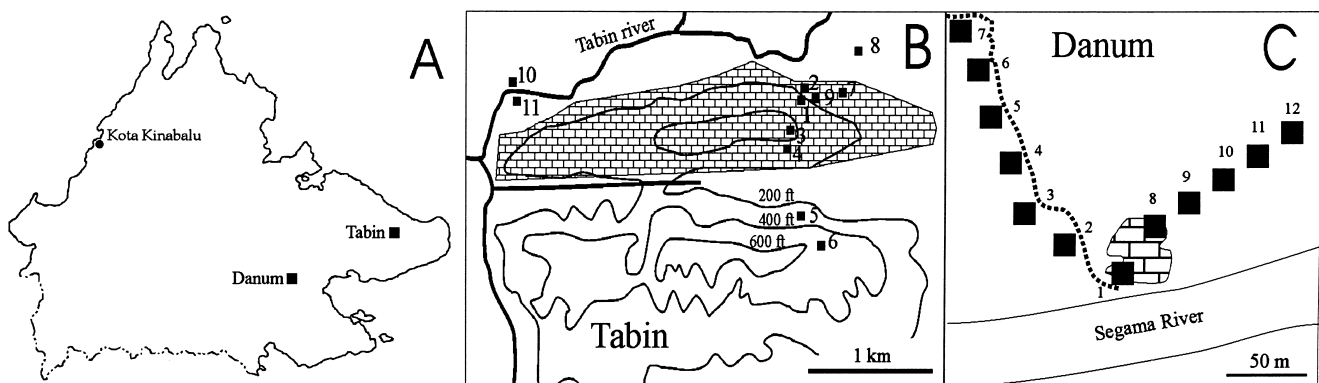 A
Kota Kinabalu
Tabin
Danum
B
Tabin river
8
10
11
2
7
9
1
3
4
200 ft
400 ft
5
600 ft
6
Tabin
1 km
C
Danum
7
6
5
4
3
2
1
8
9
10
11
12
Segama River
50 m